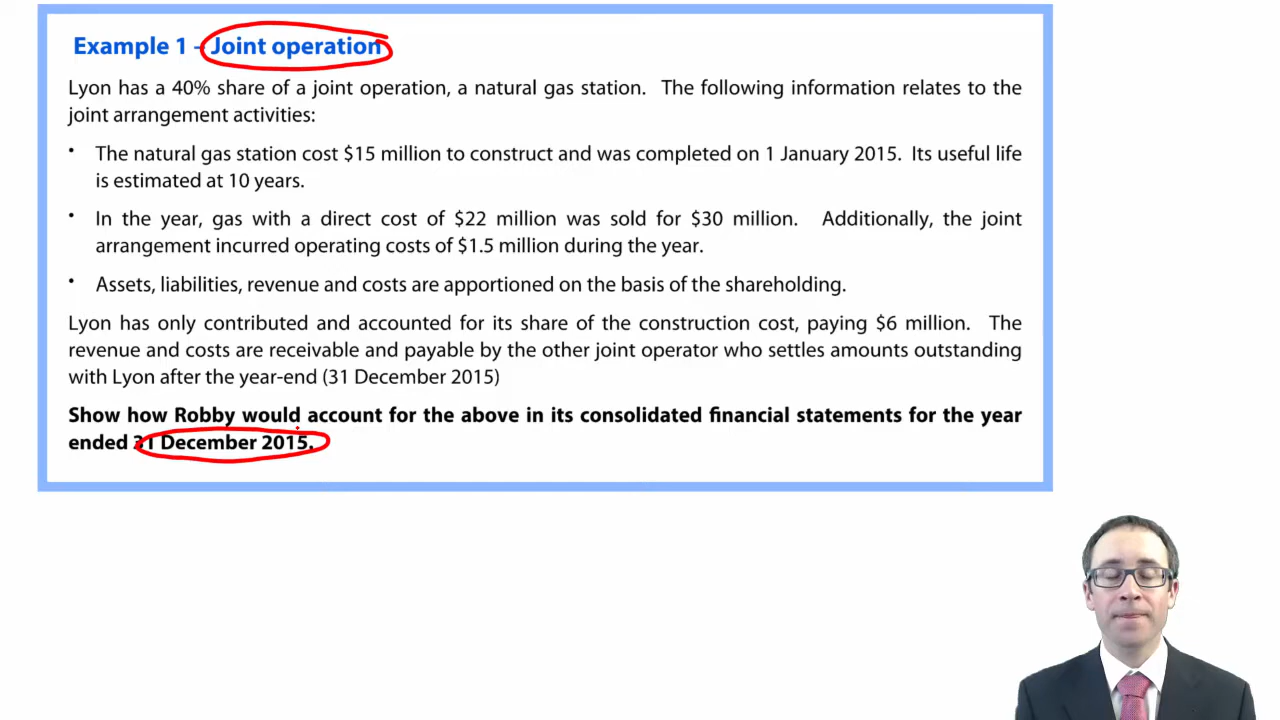 Example 1 - Joint operation
Lyon has a 40% share of a joint operation, a natural gas station. The following information relates to the
joint arrangement activities:
• The natural gas station cost $15 million to construct and was completed on 1 January 2015. Its useful life
is estimated at 10 years.
• In the year, gas with a direct cost of $22 million was sold for $30 million. Additionally, the joint
arrangement incurred operating costs of $1.5 million during the year.
• Assets, liabilities, revenue and costs are apportioned on the basis of the shareholding.
Lyon has only contributed and accounted for its share of the construction cost, paying $6 million. The
revenue and costs are receivable and payable by the other joint operator who settles amounts outstanding
with Lyon after the year-end (31 December 2015)
Show how Robby would account for the above in its consolidated financial statements for the year
ended 31 December 2015.